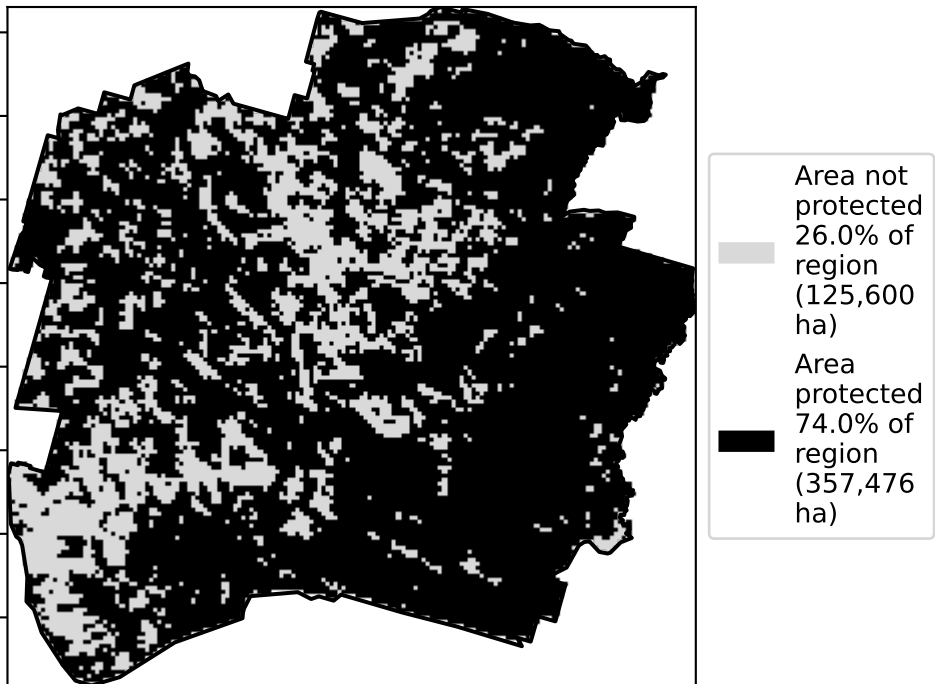 Area not
protected
26.0% of
region
(125,600
ha)
Area
protected
74.0% of
region
(357,476
ha)